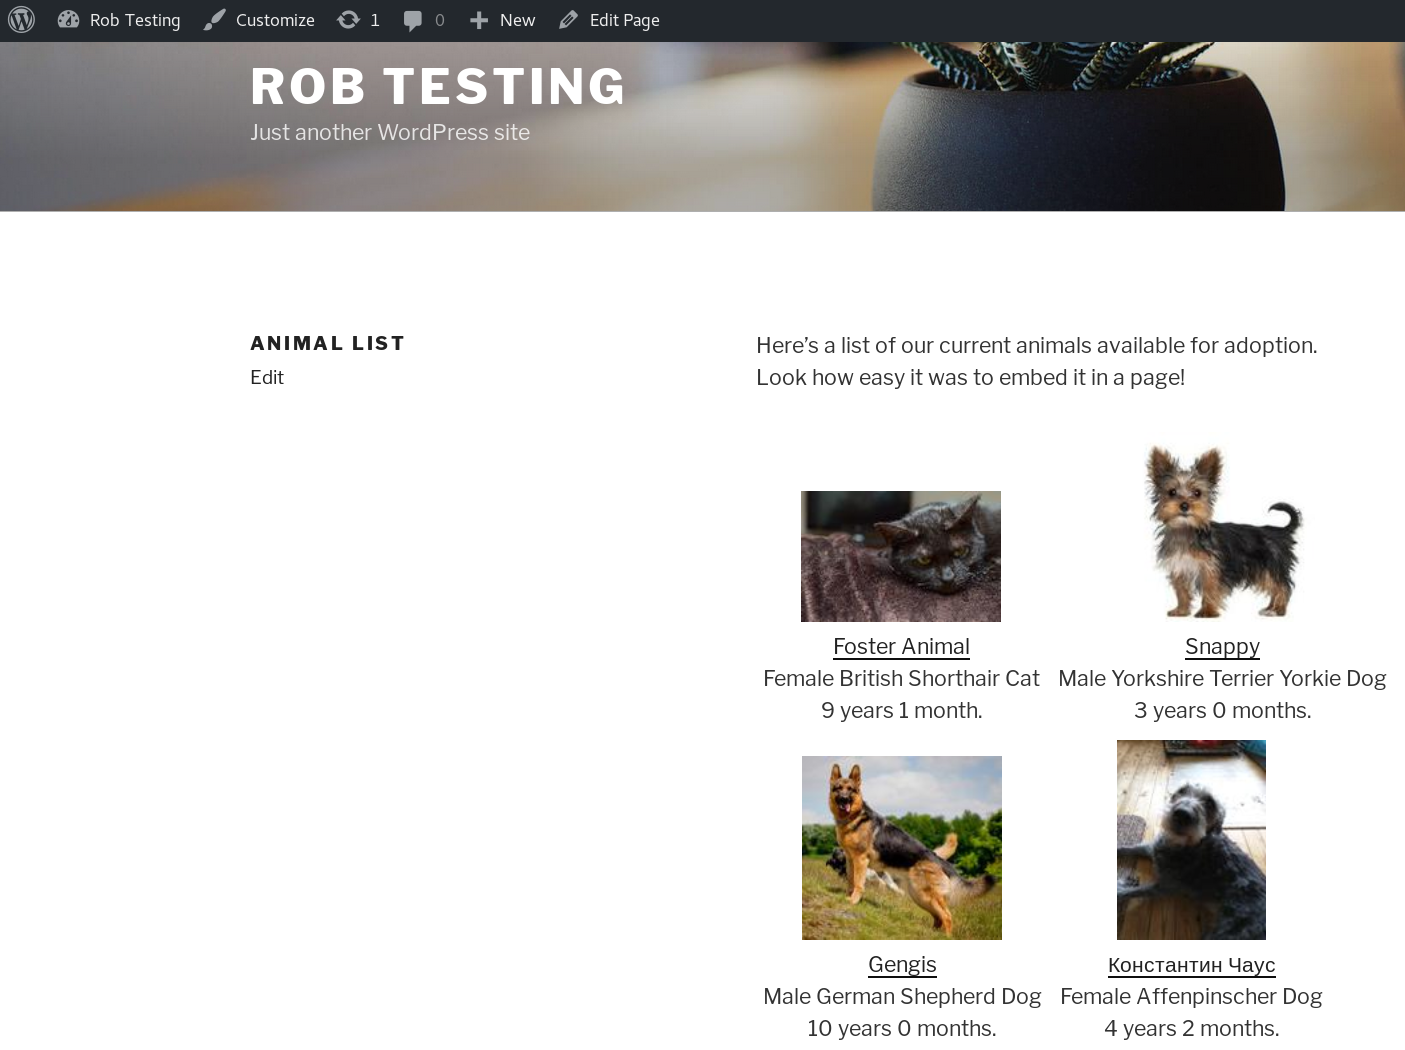 Rob Testing Customize 1 0 New Edit Page
ROB TESTING
Just another WordPress site
ANIMAL LIST
Edit
Here’s a list of our current animals available for adoption.
Look how easy it was to embed it in a page!
Foster Animal
Female British Shorthair Cat
9 years 1 month.
Snappy
Male Yorkshire Terrier Yorkie Dog
3 years 0 months.
Gengis
Male German Shepherd Dog
10 years 0 months.
Константин Чаус
Female Affenpinscher Dog
4 years 2 months.